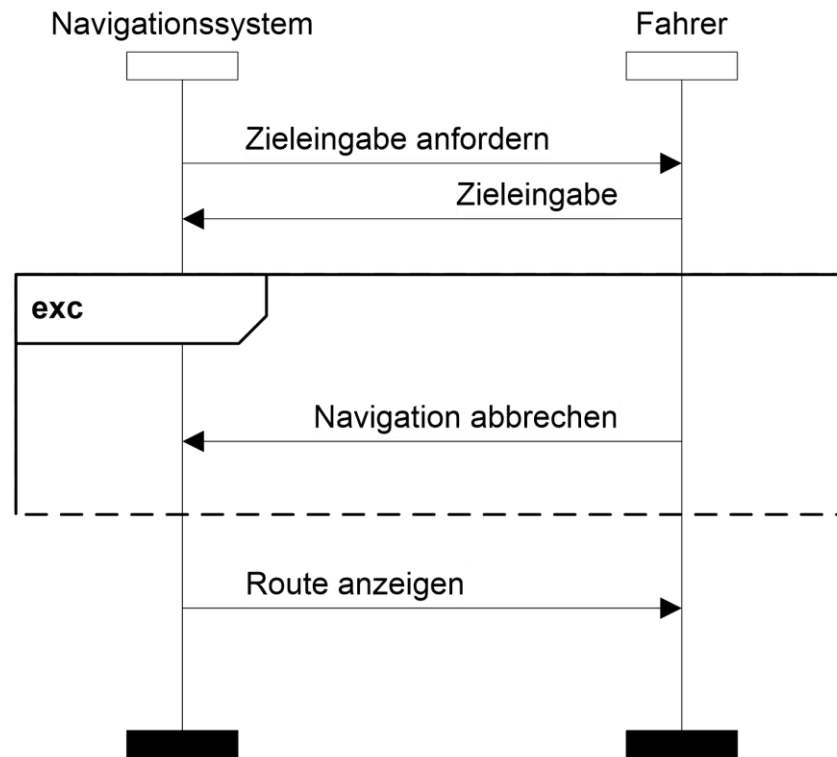 Navigationssystem
Fahrer
Zieleingabe anfordern
Zieleingabe
exc
Navigation abbrechen
Route anzeigen